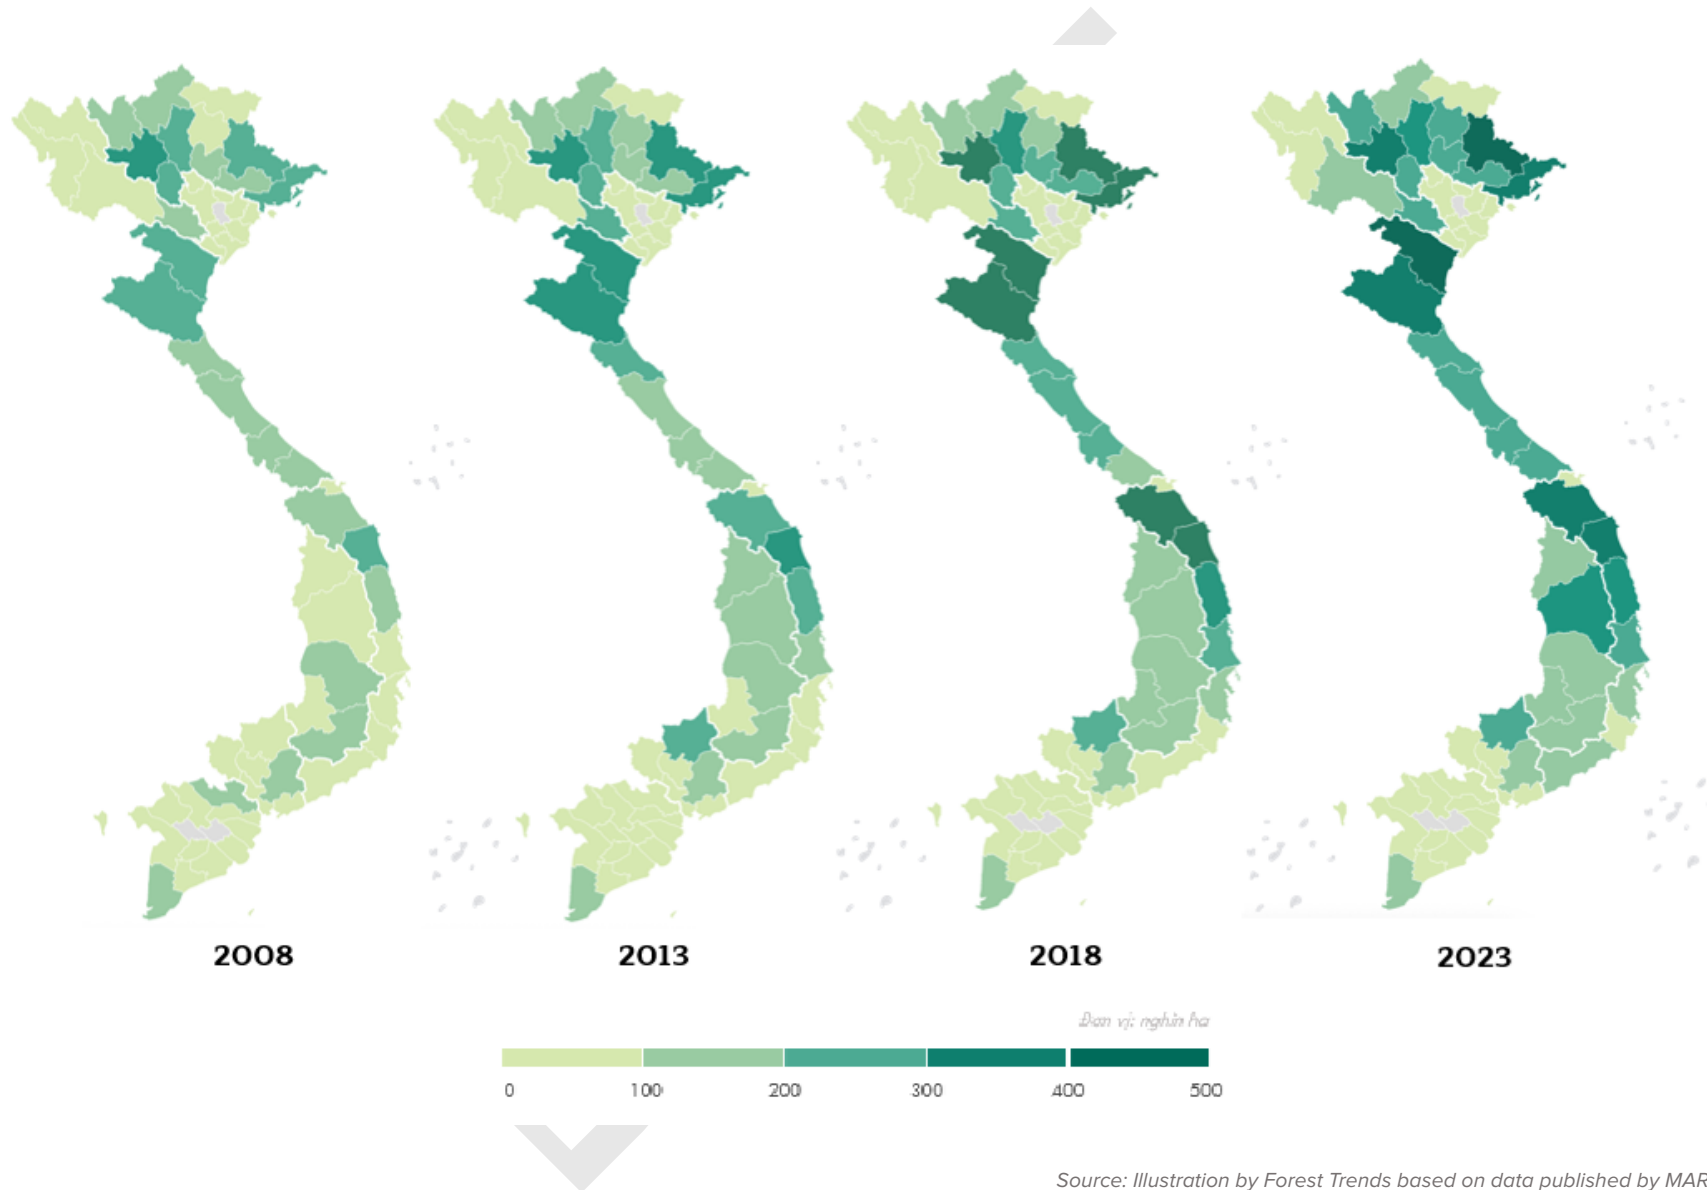 2008 2013 2018 2023
Đơn vị: nghìn ha
0 100 200 300 400 500
Source: Illustration by Forest Trends based on data published by MAR